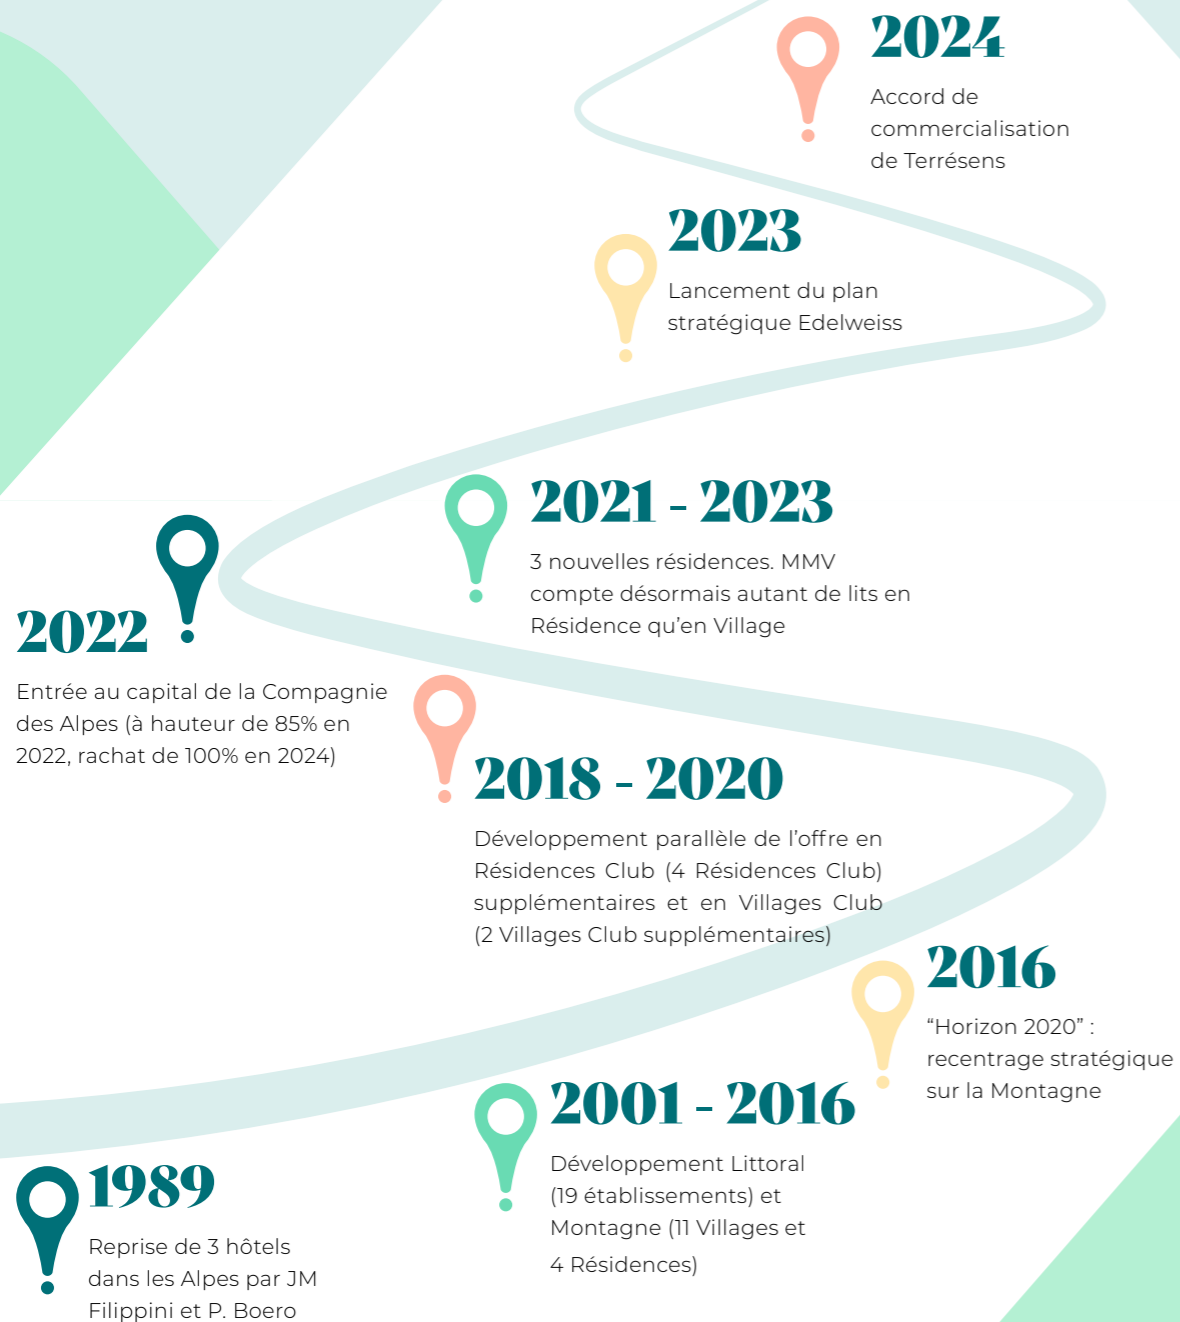 2024
Accord de
commercialisation
de Terrésens
2023
Lancement du plan
stratégique Edelweiss
2021 - 2023
3 nouvelles résidences. MMV
compte désormais autant de lits en
Résidence qu’en Village
2022
Entrée au capital de la Compagnie
des Alpes (à hauteur de 85% en
2022, rachat de 100% en 2024)
2018 - 2020
Développement parallèle de l’offre en
Résidences Club (4 Résidences Club)
supplémentaires et en Villages Club
(2 Villages Club supplémentaires)
2016
“Horizon 2020” :
recentrage stratégique
sur la Montagne
2001 - 2016
Développement Littoral
(19 établissements) et
Montagne (11 Villages et
4 Résidences)
1989
Reprise de 3 hôtels
dans les Alpes par JM
Filippini et P. Boero